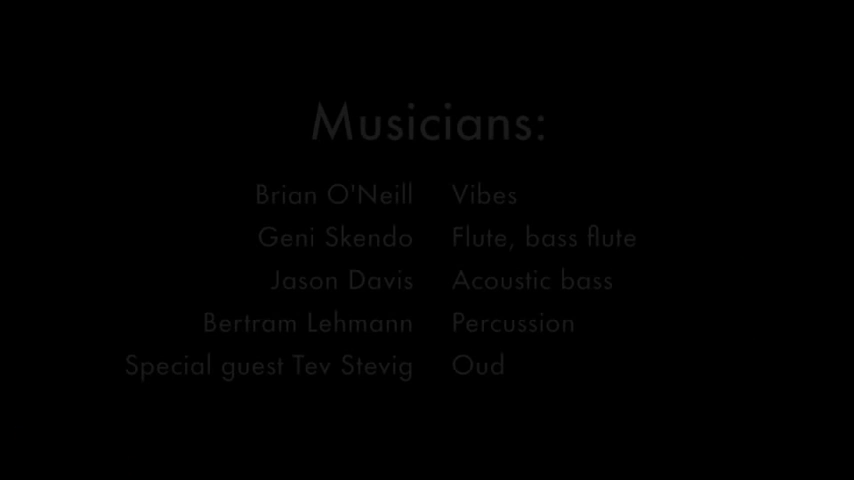 Musicians:
Brian O'Neill Vibes
Geni Skendo Flute, bass flute
Jason Davis Acoustic bass
Bertram Lehmann Percussion
Special guest Tev Stevig Oud